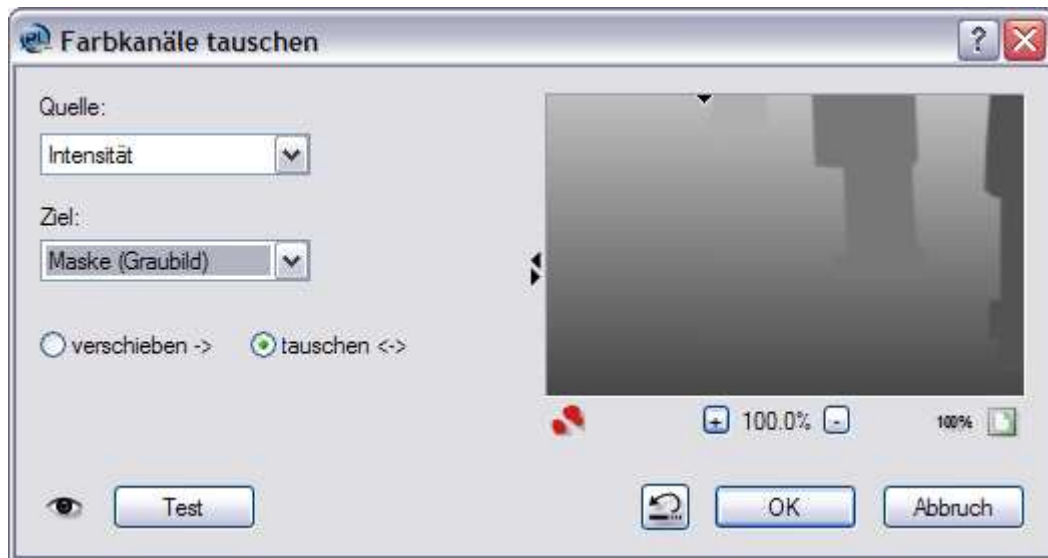 Farbkanäle tauschen
Quelle:
Intensität
Ziel:
Maske (Graubild)
verschieben -> tauschen <->
+ 100.0% - 100%
Test OK Abbruch